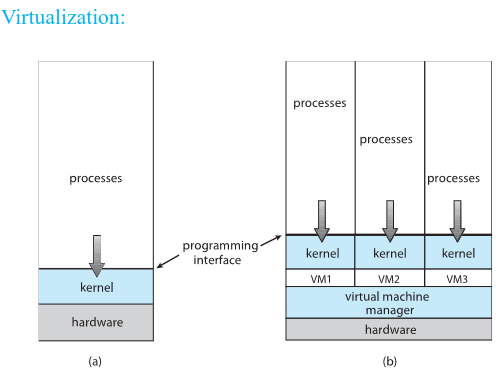 Virtualization:
processes
programming
interface
kernel
hardware
(a)
processes
processes
processes
kernel
kernel
kernel
VM1
VM2
VM3
virtual machine
manager
hardware
(b)